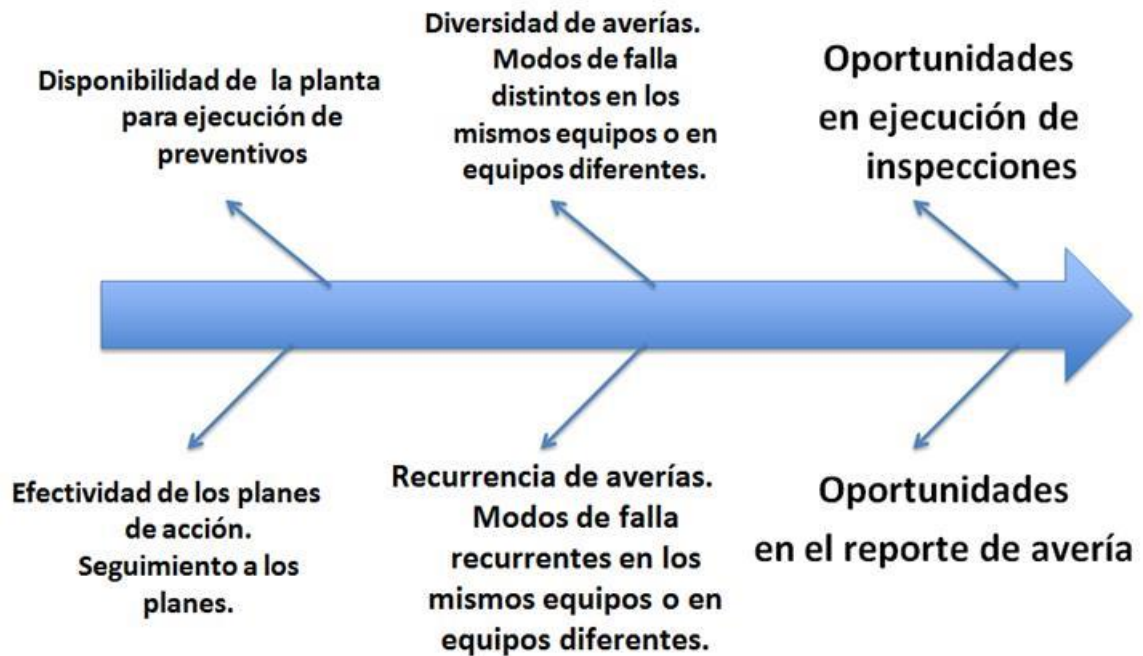 Disponibilidad de la planta
para ejecución de
preventivos
Diversidad de averías.
Modos de falla
distintos en los
mismos equipos o en
equipos diferentes.
Oportunidades
en ejecución de
inspecciones
Efectividad de los planes
de acción.
Seguimiento a los
planes.
Recurrencia de averías.
Modos de falla
recurrentes en los
mismos equipos o en
equipos diferentes.
Oportunidades
en el reporte de avería